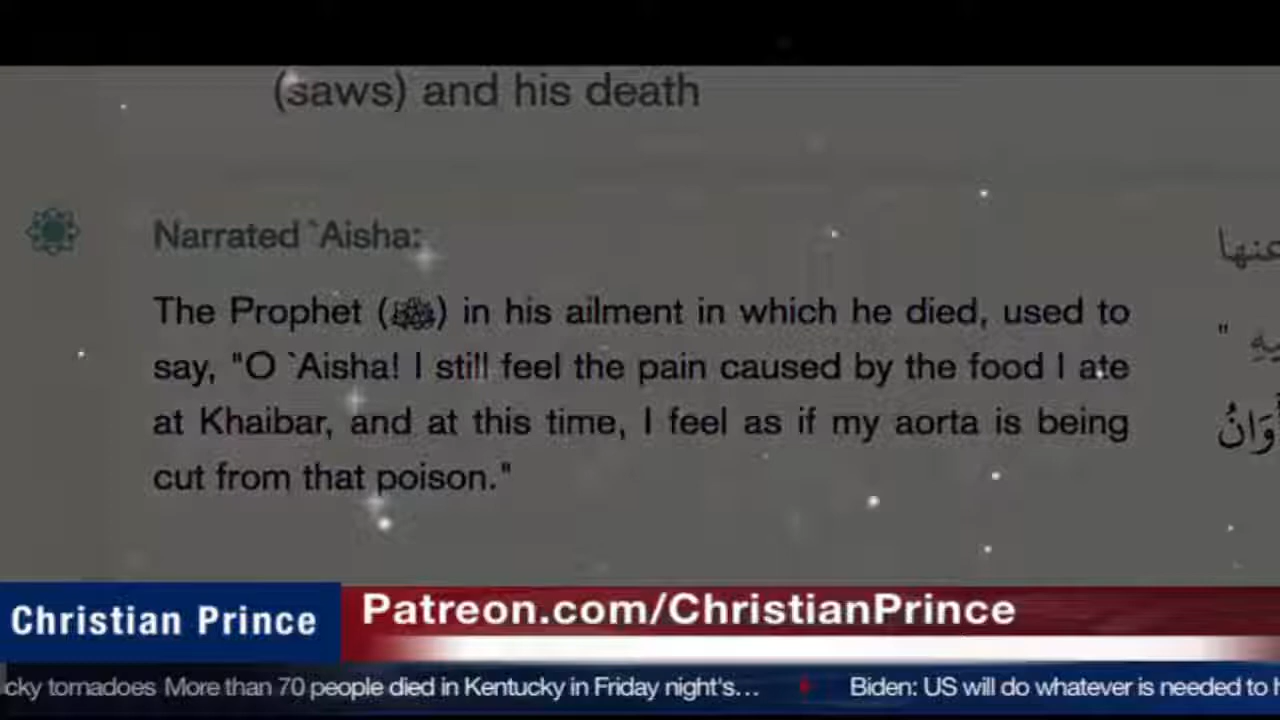 (saws) and his death
Narrated `Aisha:
The Prophet (ﷺ) in his ailment in which he died, used to
say, "O `Aisha! I still feel the pain caused by the food I ate
at Khaibar, and at this time, I feel as if my aorta is being
cut from that poison."
عنها
"
أَوَانُ
Christian Prince
Patreon.com/ChristianPrince
cky tornadoes More than 70 people died in Kentucky in Friday night's... Biden: US will do whatever is needed to h